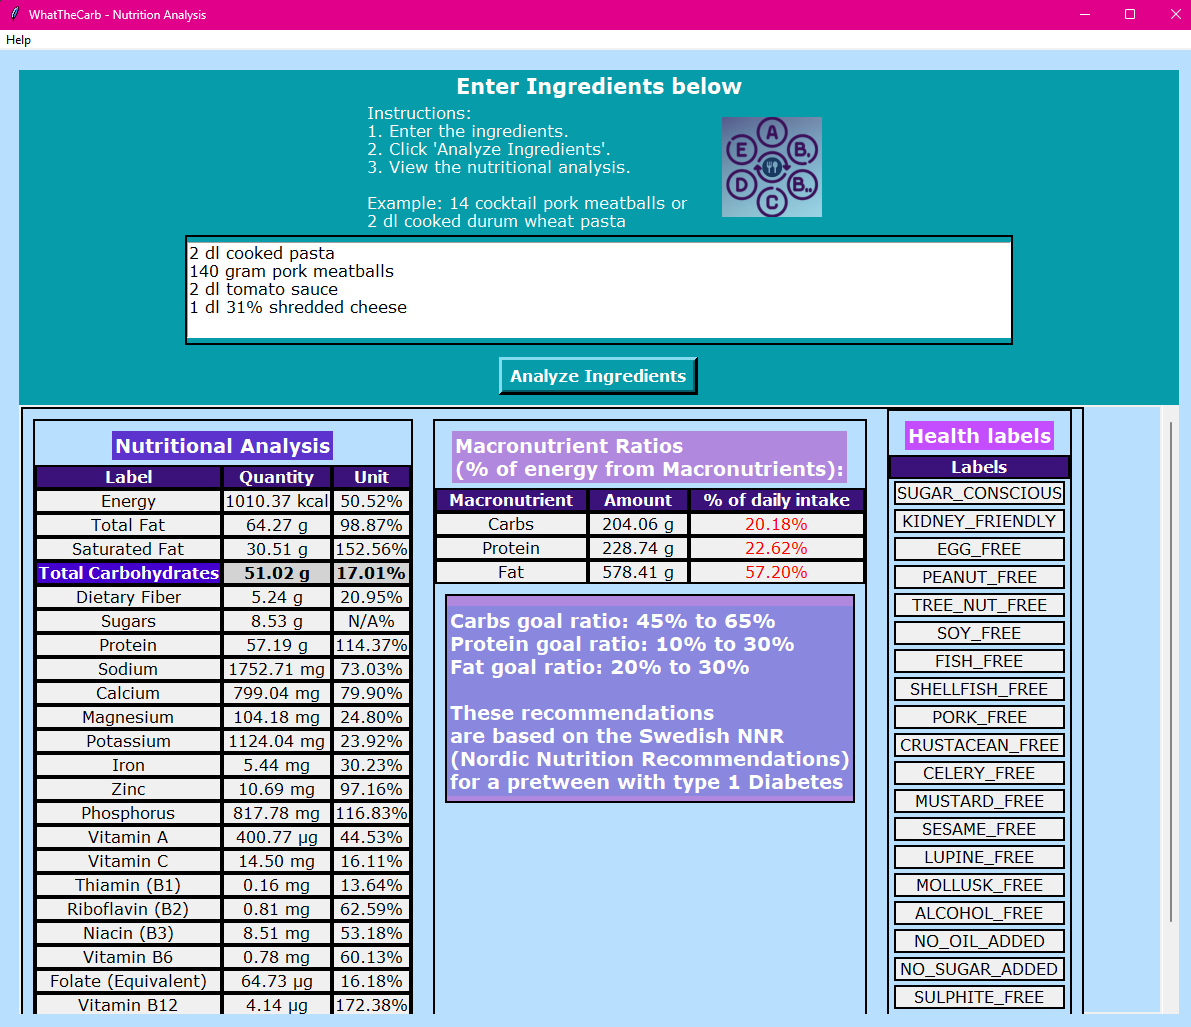 WhatTheCarb - Nutrition Analysis
Help
Enter Ingredients below
Instructions:
1. Enter the ingredients.
2. Click 'Analyze Ingredients'.
3. View the nutritional analysis.
Example: 14 cocktail pork meatballs or
2 dl cooked durum wheat pasta
A
B.
B..
C
D
E
2 dl cooked pasta
140 gram pork meatballs
2 dl tomato sauce
1 dl 31% shredded cheese
Analyze Ingredients
Nutritional Analysis
Label Quantity Unit
Energy 1010.37 kcal 50.52%
Total Fat 64.27 g 98.87%
Saturated Fat 30.51 g 152.56%
Total Carbohydrates 51.02 g 17.01%
Dietary Fiber 5.24 g 20.95%
Sugars 8.53 g N/A%
Protein 57.19 g 114.37%
Sodium 1752.71 mg 73.03%
Calcium 799.04 mg 79.90%
Magnesium 104.18 mg 24.80%
Potassium 1124.04 mg 23.92%
Iron 5.44 mg 30.23%
Zinc 10.69 mg 97.16%
Phosphorus 817.78 mg 116.83%
Vitamin A 400.77 µg 44.53%
Vitamin C 14.50 mg 16.11%
Thiamin (B1) 0.16 mg 13.64%
Riboflavin (B2) 0.81 mg 62.59%
Niacin (B3) 8.51 mg 53.18%
Vitamin B6 0.78 mg 60.13%
Folate (Equivalent) 64.73 µg 16.18%
Vitamin B12 4.14 µg 172.38%
Macronutrient Ratios
(% of energy from Macronutrients):
Macronutrient Amount % of daily intake
Carbs 204.06 g 20.18%
Protein 228.74 g 22.62%
Fat 578.41 g 57.20%
Carbs goal ratio: 45% to 65%
Protein goal ratio: 10% to 30%
Fat goal ratio: 20% to 30%
These recommendations
are based on the Swedish NNR
(Nordic Nutrition Recommendations)
for a pretween with type 1 Diabetes
Health labels
Labels
SUGAR_CONSCIOUS
KIDNEY_FRIENDLY
EGG_FREE
PEANUT_FREE
TREE_NUT_FREE
SOY_FREE
FISH_FREE
SHELLFISH_FREE
PORK_FREE
CRUSTACEAN_FREE
CELERY_FREE
MUSTARD_FREE
SESAME_FREE
LUPINE_FREE
MOLLUSK_FREE
ALCOHOL_FREE
NO_OIL_ADDED
NO_SUGAR_ADDED
SULPHITE_FREE